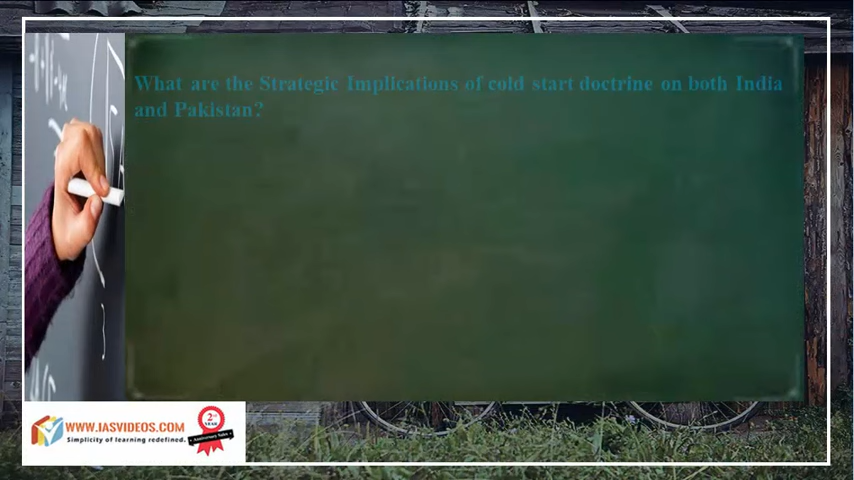 What are the Strategic Implications of cold start doctrine on both India
and Pakistan?
WWW.IASVIDEOS.COM
Simplicity of learning redefined.